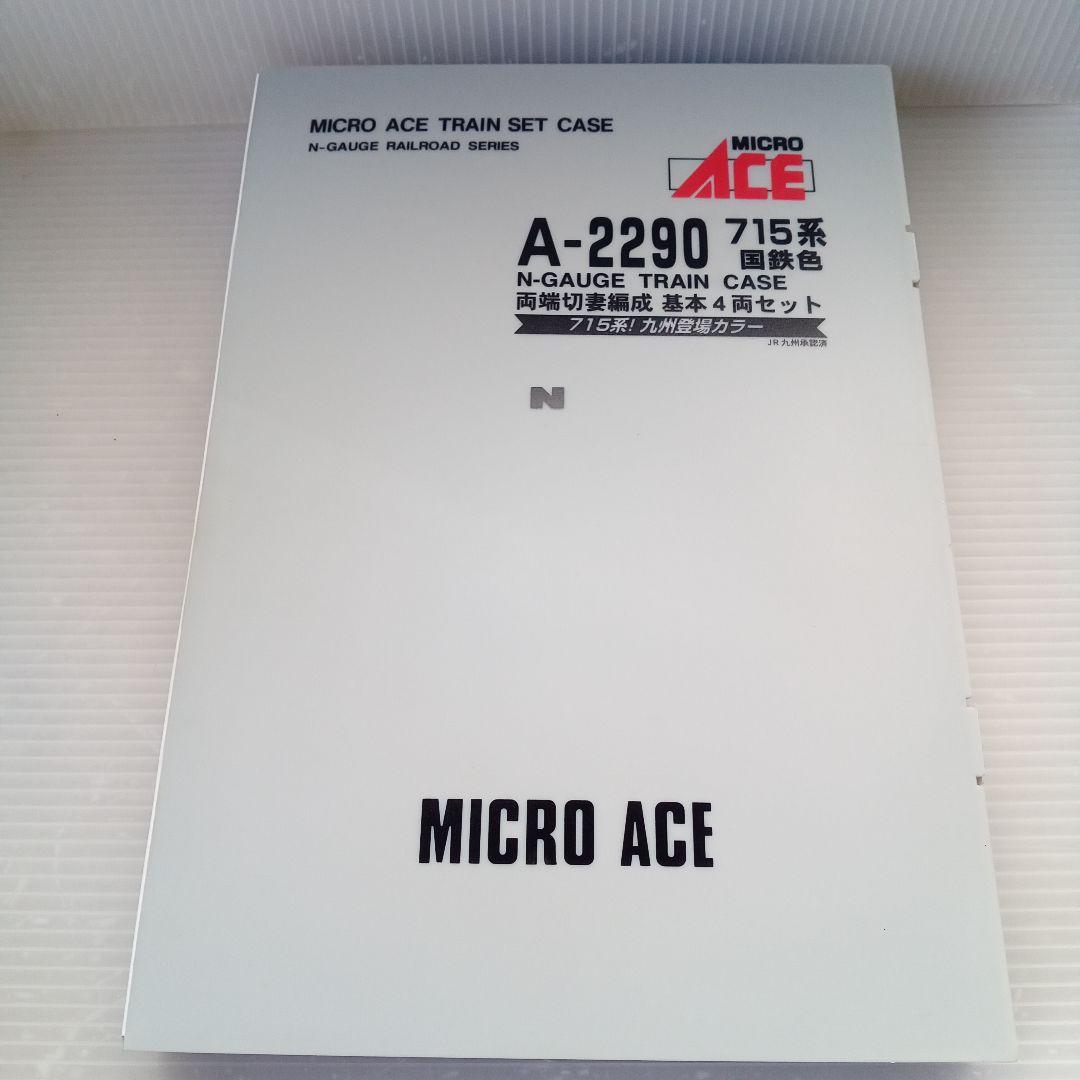 MICRO ACE TRAIN SET CASE
N-GAUGE RAILROAD SERIES
MICRO
ACE
A-2290 715系
国鉄色
N-GAUGE TRAIN CASE
両端切妻編成 基本4両セット
715系! 九州登場カラー
JR九州承認済
N
MICRO ACE